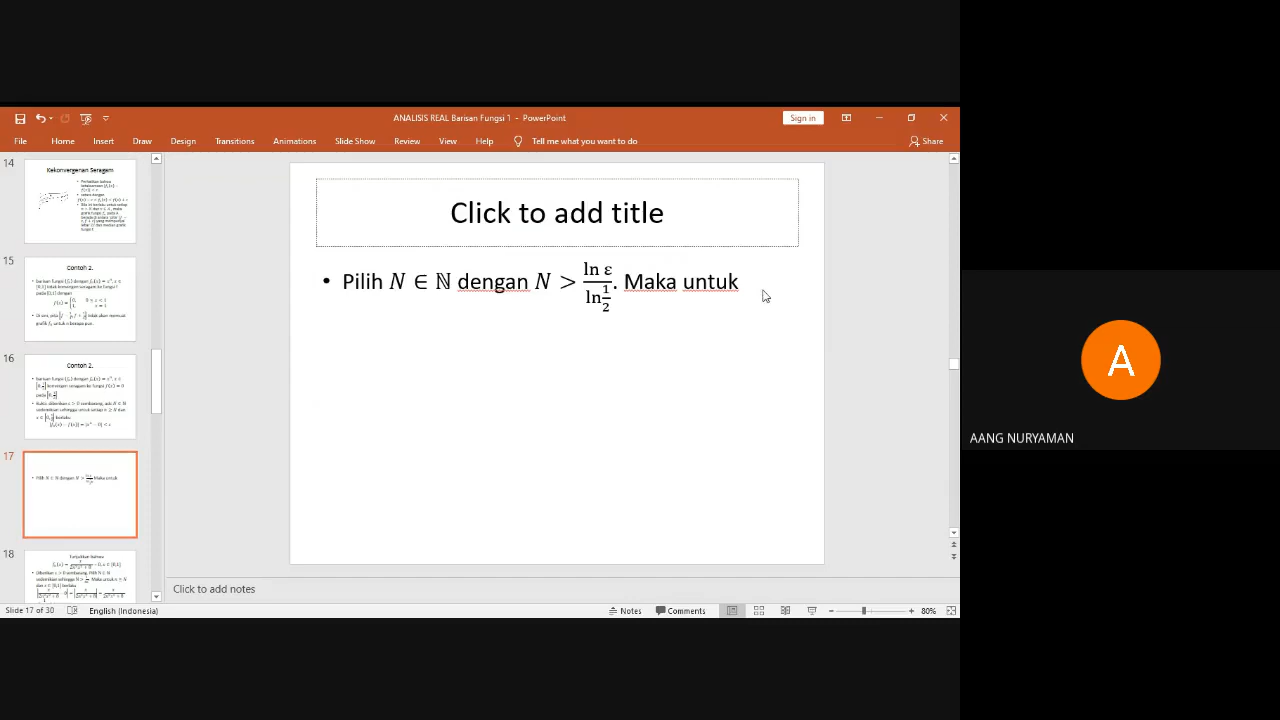 ANALISIS REAL Barisan Fungsi 1 - PowerPoint
Sign in
File Home Insert Draw Design Transitions Animations Slide Show Review View Help Tell me what you want to do Share
14
Kekonvergenan Seragam
15
Contoh 2.
16
Contoh 2.
17
18
Click to add title
• Pilih N ∈ ℕ dengan N > ln ε / ln 1/2. Maka untuk
A
AANG NURYAMAN
Click to add notes
Slide 17 of 30 English (Indonesia) Notes Comments 80%